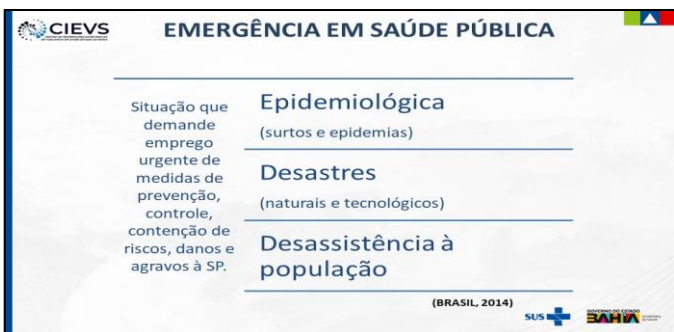 CIEVS
EMERGÊNCIA EM SAÚDE PÚBLICA
Situação que
demande
emprego
urgente de
medidas de
prevenção,
controle,
contenção de
riscos, danos e
agravos à SP.
Epidemiológica
(surtos e epidemias)
Desastres
(naturais e tecnológicos)
Desassistência à
população
(BRASIL, 2014)
SUS
GOVERNO DO ESTADO
BAHIA